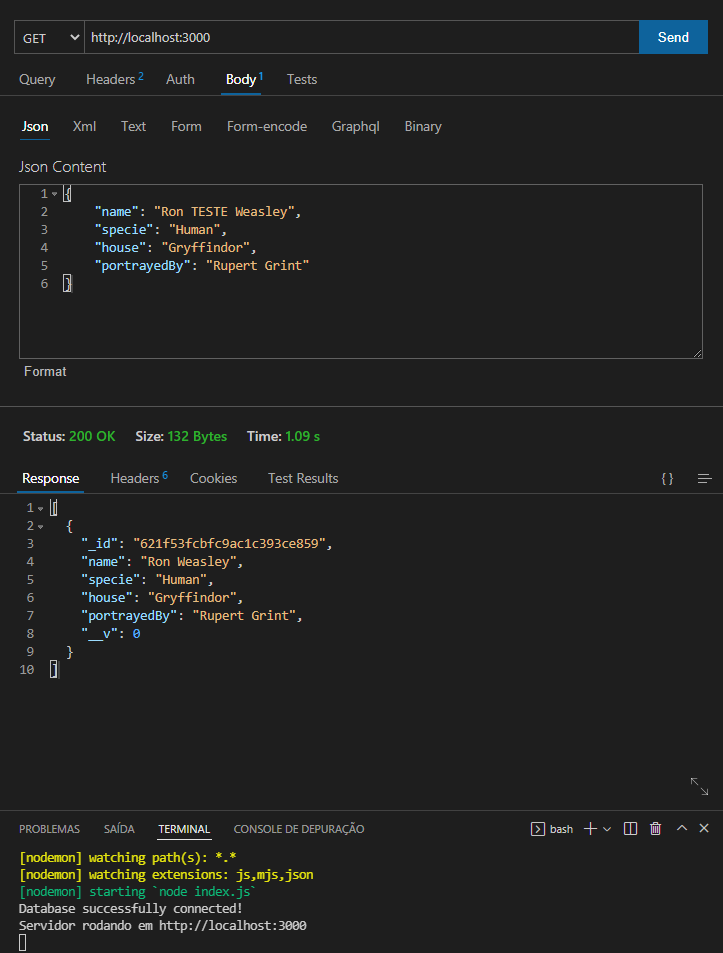 GET http://localhost:3000 Send
Query Headers 2 Auth Body 1 Tests
Json Xml Text Form Form-encode Graphql Binary
Json Content
1 {
2 "name": "Ron TESTE Weasley",
3 "specie": "Human",
4 "house": "Gryffindor",
5 "portrayedBy": "Rupert Grint"
6 }
Format
Status: 200 OK Size: 132 Bytes Time: 1.09 s
Response Headers 6 Cookies Test Results { }
1 [
2 {
3 "_id": "621f53fcbfc9ac1c393ce859",
4 "name": "Ron Weasley",
5 "specie": "Human",
6 "house": "Gryffindor",
7 "portrayedBy": "Rupert Grint",
8 "__v": 0
9 }
10 ]
PROBLEMAS SAÍDA TERMINAL CONSOLE DE DEPURAÇÃO bash
[nodemon] watching path(s): *.*
[nodemon] watching extensions: js,mjs,json
[nodemon] starting `node index.js`
Database successfully connected!
Servidor rodando em http://localhost:3000